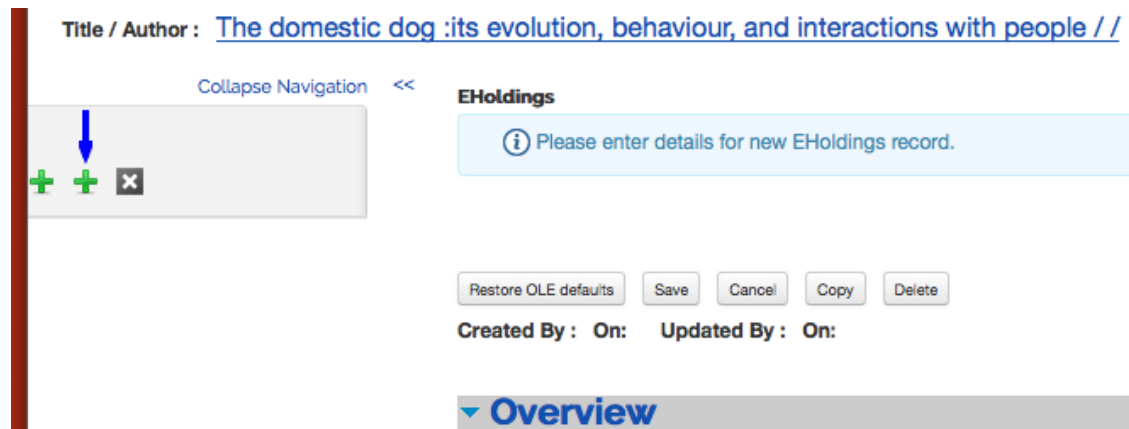 Title / Author : The domestic dog :its evolution, behaviour, and interactions with people / /
Collapse Navigation <<
EHoldings
Please enter details for new EHoldings record.
Restore OLE defaults Save Cancel Copy Delete
Created By : On: Updated By : On:
Overview